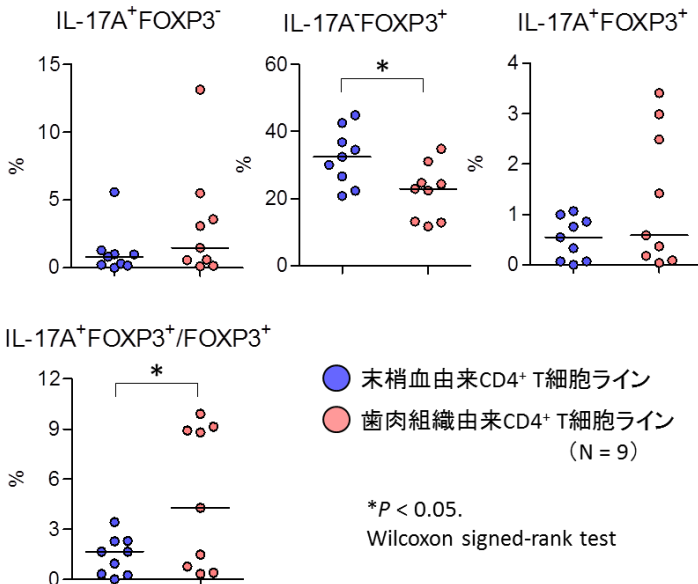 IL-17A⁺FOXP3⁻
15
10
5
0
%
IL-17A⁻FOXP3⁺
60
40
20
0
%
*
IL-17A⁺FOXP3⁺
4
3
2
1
0
%
IL-17A⁺FOXP3⁺/FOXP3⁺
12
9
6
3
0
%
*
末梢血由来CD4⁺ T細胞ライン
歯肉組織由来CD4⁺ T細胞ライン
（N = 9）
*P < 0.05.
Wilcoxon signed-rank test